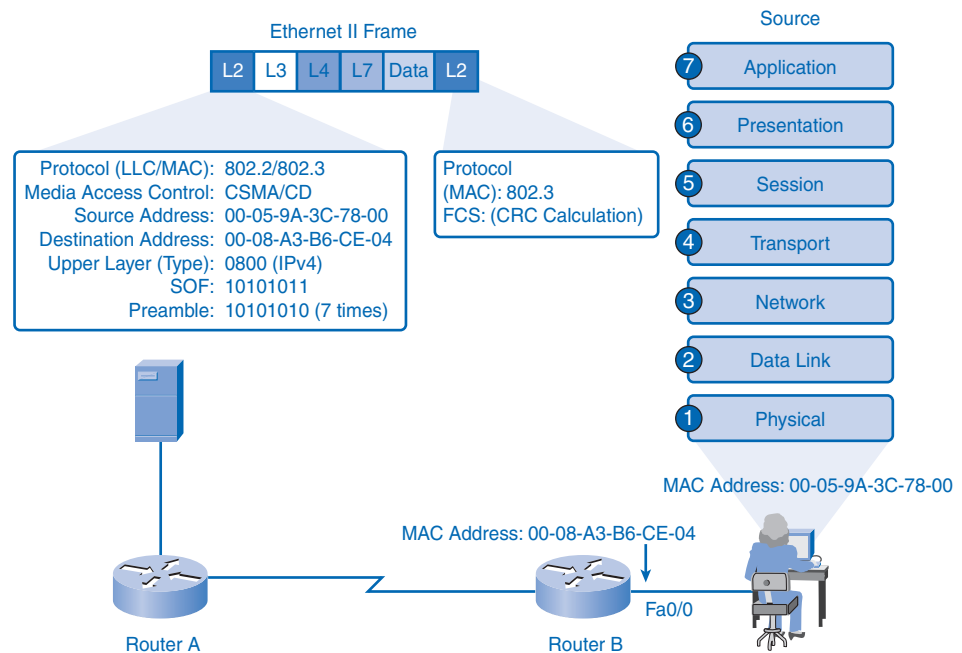 Ethernet II Frame
L2 L3 L4 L7 Data L2
Protocol (LLC/MAC): 802.2/802.3
Media Access Control: CSMA/CD
Source Address: 00-05-9A-3C-78-00
Destination Address: 00-08-A3-B6-CE-04
Upper Layer (Type): 0800 (IPv4)
SOF: 10101011
Preamble: 10101010 (7 times)
Protocol
(MAC): 802.3
FCS: (CRC Calculation)
Source
7 Application
6 Presentation
5 Session
4 Transport
3 Network
2 Data Link
1 Physical
MAC Address: 00-05-9A-3C-78-00
MAC Address: 00-08-A3-B6-CE-04
Fa0/0
Router A
Router B